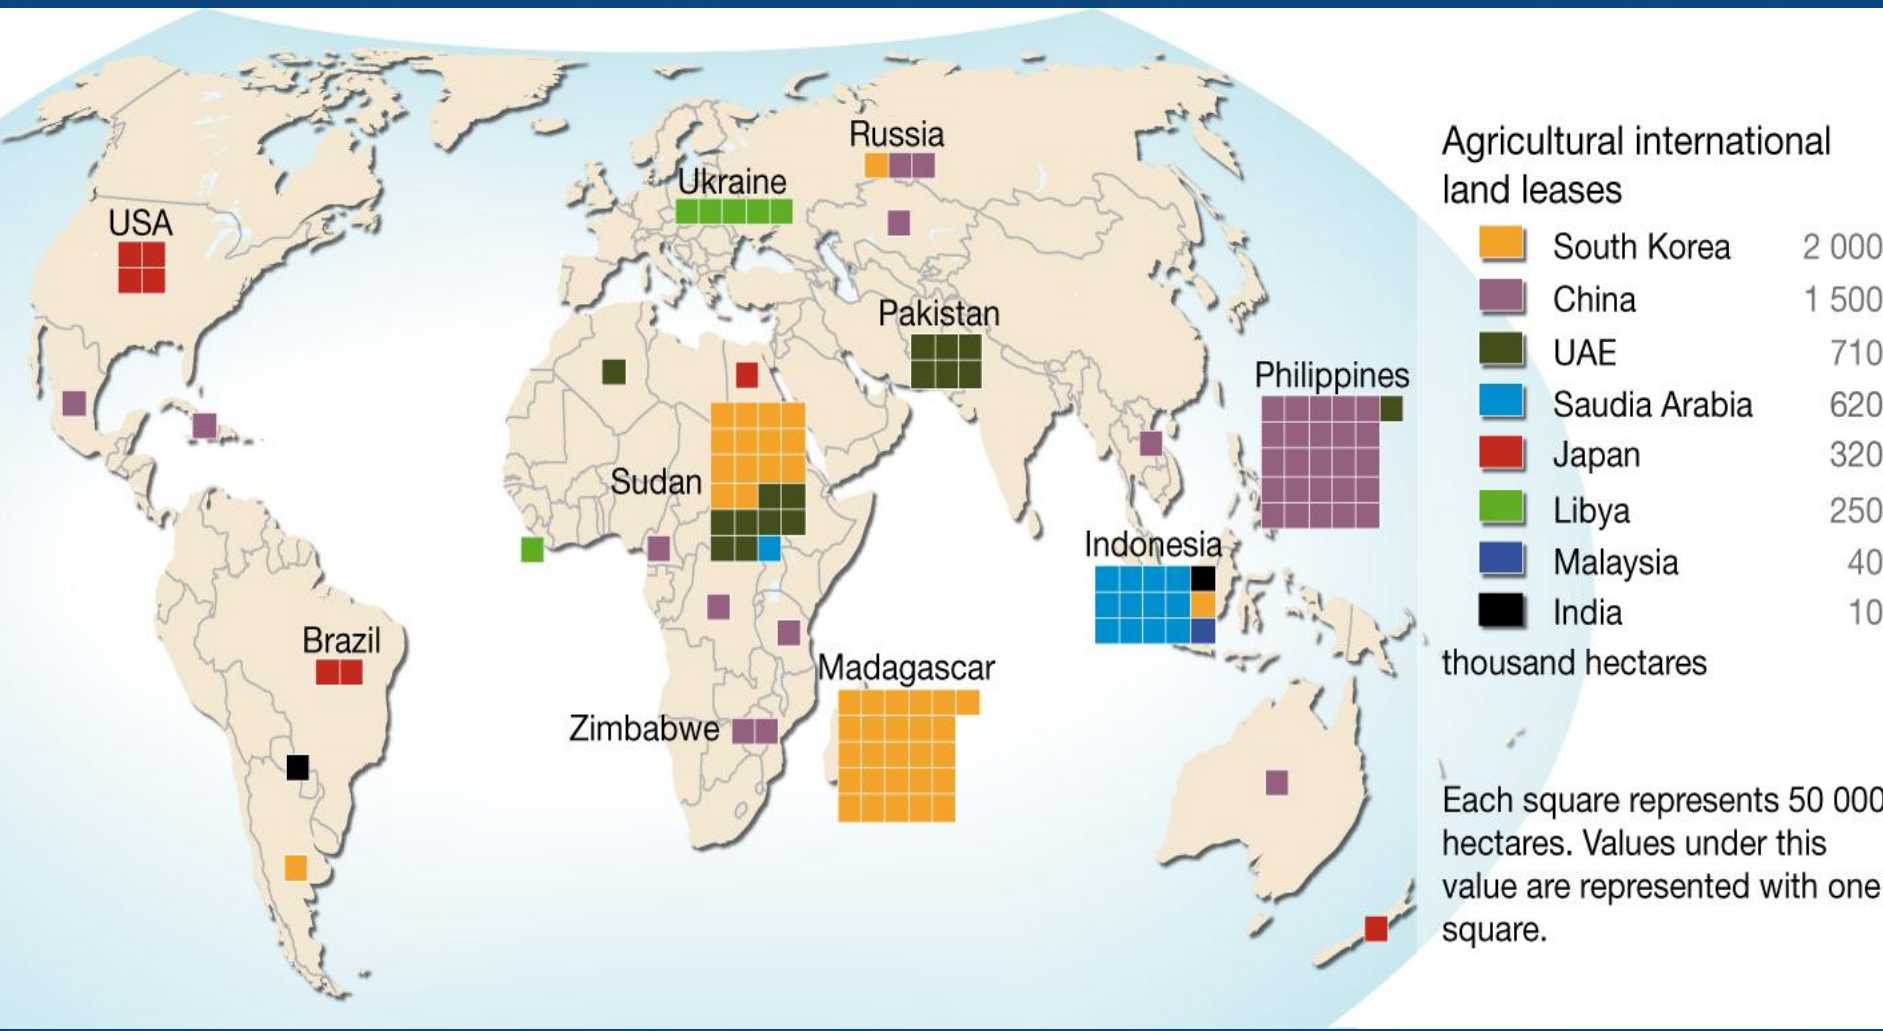 Russia
Ukraine
USA
Pakistan
Philippines
Sudan
Indonesia
Brazil
Madagascar
Zimbabwe
Agricultural international
land leases
South Korea 2 000
China 1 500
UAE 710
Saudia Arabia 620
Japan 320
Libya 250
Malaysia 40
India 10
thousand hectares
Each square represents 50 000
hectares. Values under this
value are represented with one
square.